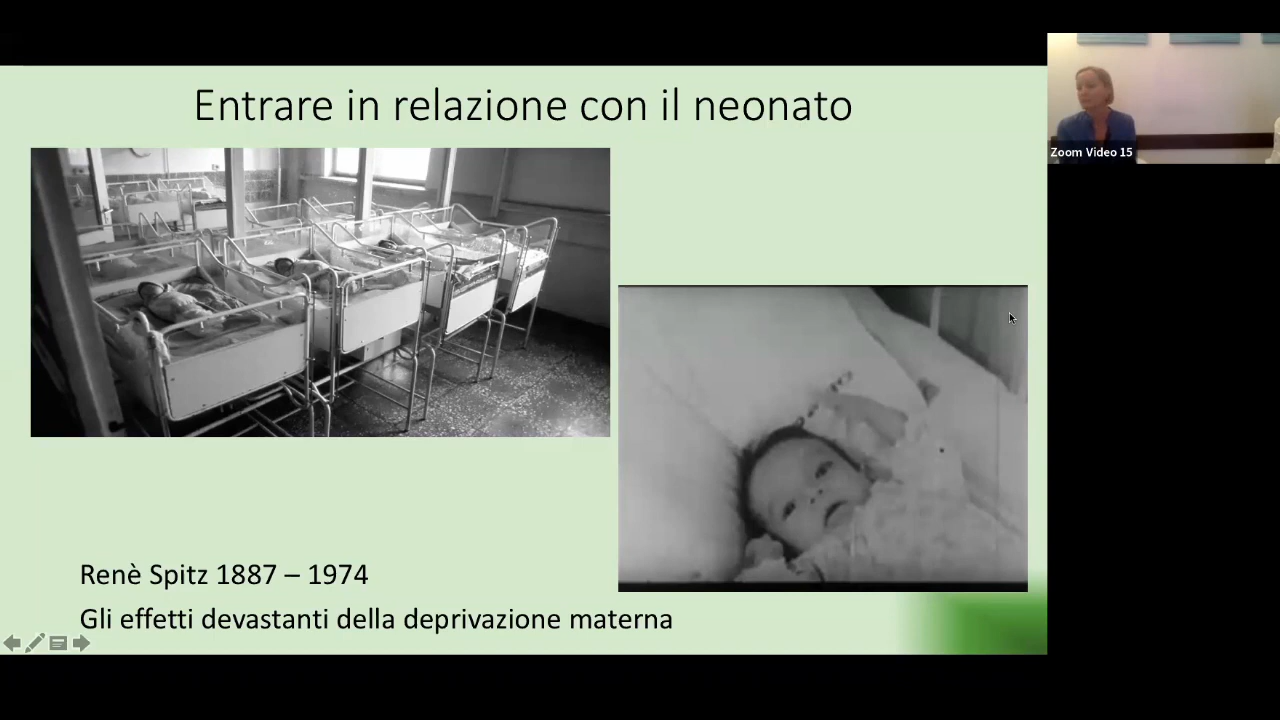 Entrare in relazione con il neonato
Zoom Video 15
Renè Spitz 1887 – 1974
Gli effetti devastanti della deprivazione materna